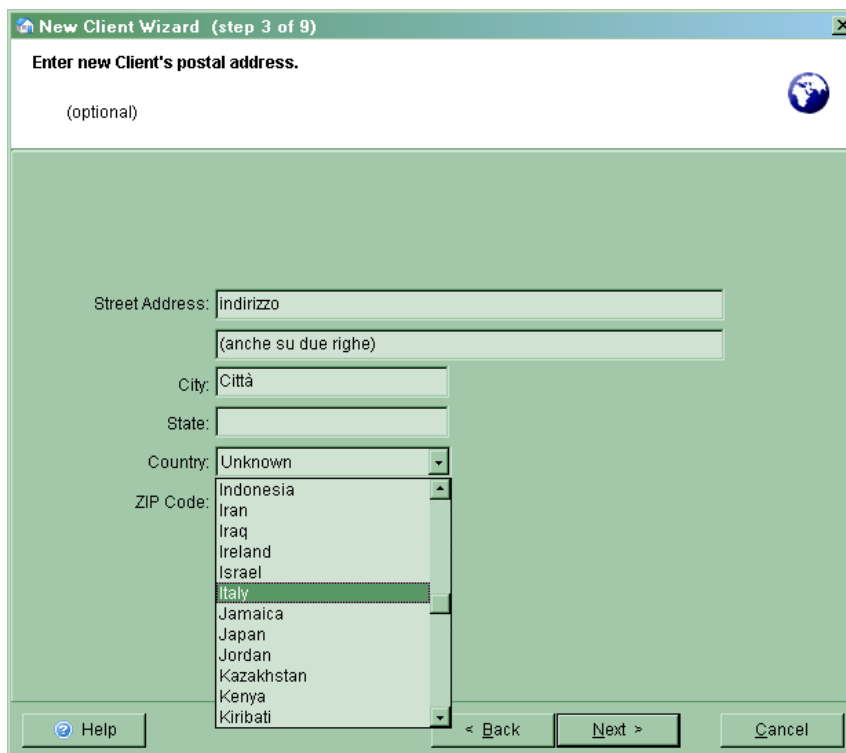 New Client Wizard (step 3 of 9)
Enter new Client's postal address.
(optional)
Street Address: indirizzo
(anche su due righe)
City: Città
State:
Country: Unknown
ZIP Code:
Indonesia
Iran
Iraq
Ireland
Israel
Italy
Jamaica
Japan
Jordan
Kazakhstan
Kenya
Kiribati
Help < Back Next > Cancel